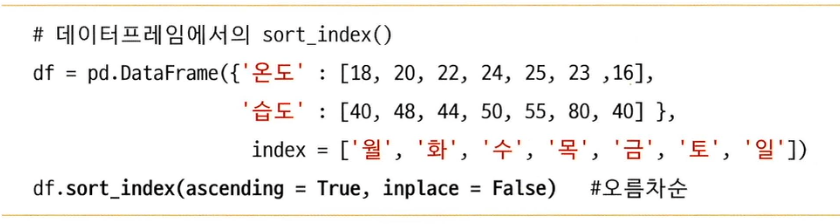 # 데이터프레임에서의 sort_index()
df = pd.DataFrame({'온도' : [18, 20, 22, 24, 25, 23 ,16],
'습도' : [40, 48, 44, 50, 55, 80, 40] },
index = ['월', '화', '수', '목', '금', '토', '일'])
df.sort_index(ascending = True, inplace = False) #오름차순